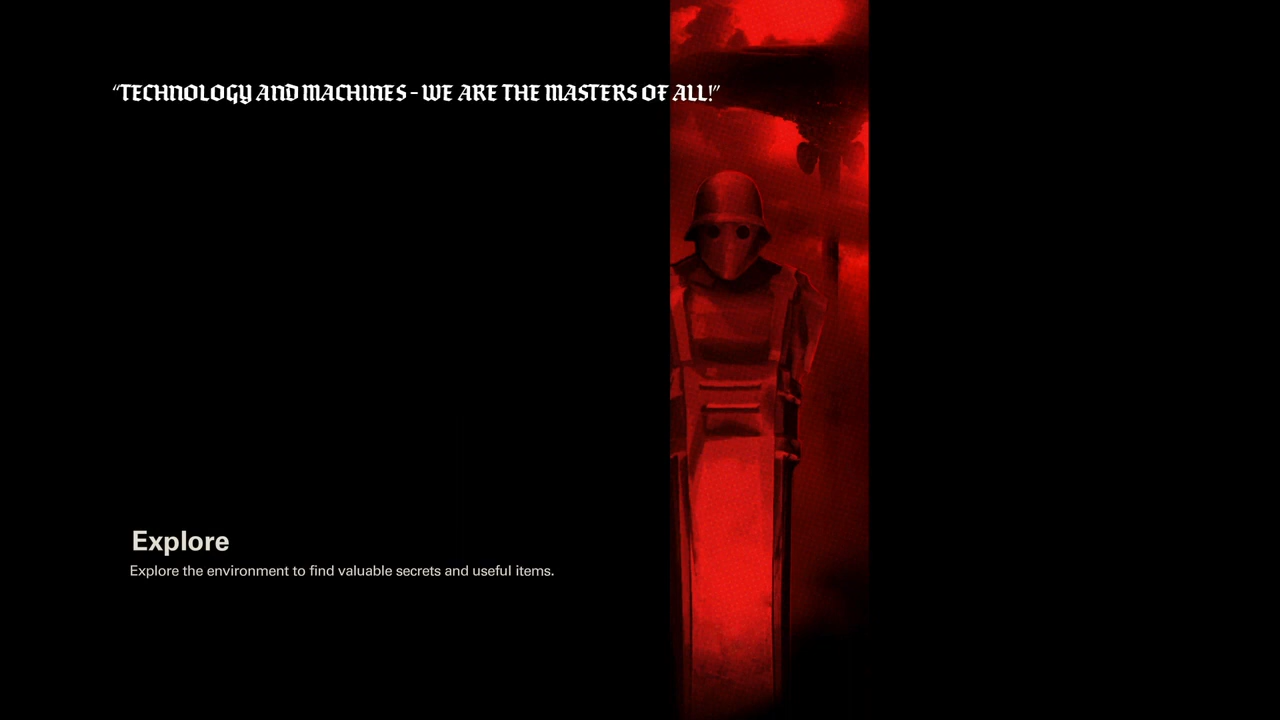 “TECHNOLOGY AND MACHINES - WE ARE THE MASTERS OF ALL!”
Explore
Explore the environment to find valuable secrets and useful items.